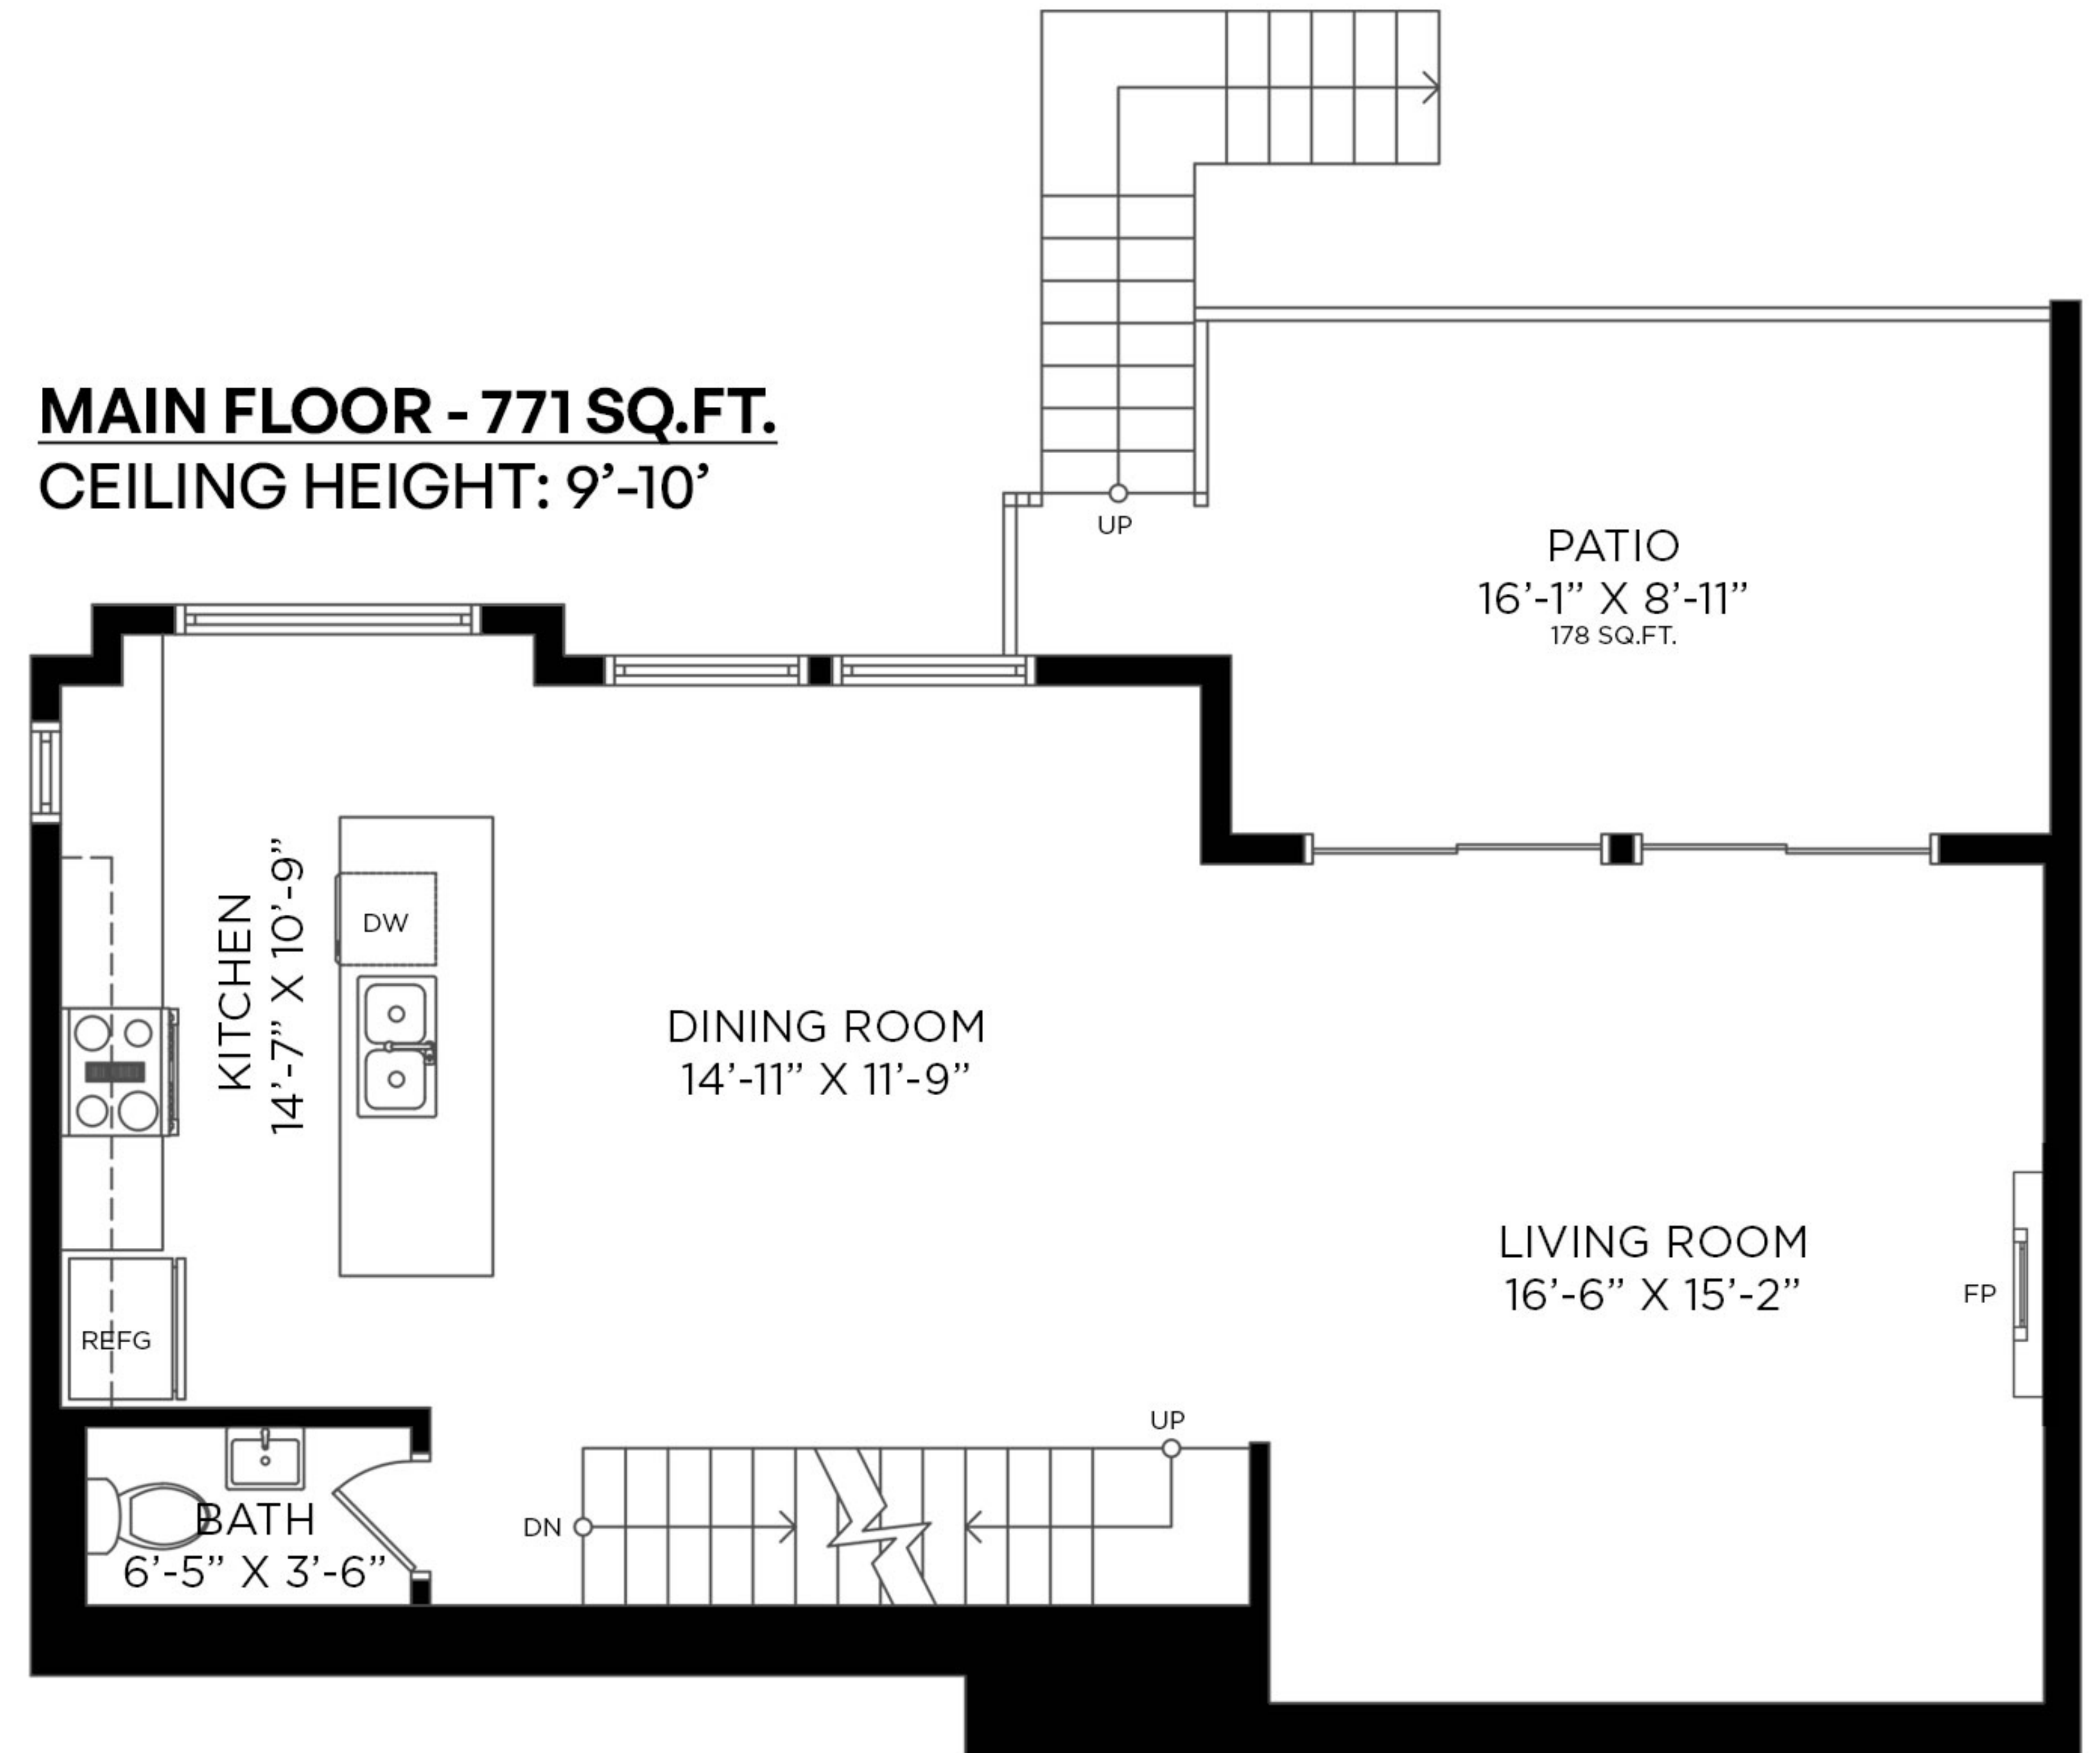 MAIN FLOOR - 771 SQ.FT.
CEILING HEIGHT: 9’-10’
UP
PATIO
16’-1” X 8’-11”
178 SQ.FT.
KITCHEN
14’-7” X 10’-9”
DW
DINING ROOM
14’-11” X 11’-9”
LIVING ROOM
16’-6” X 15’-2”
FP
REFG
UP
BATH
6’-5” X 3’-6”
DN